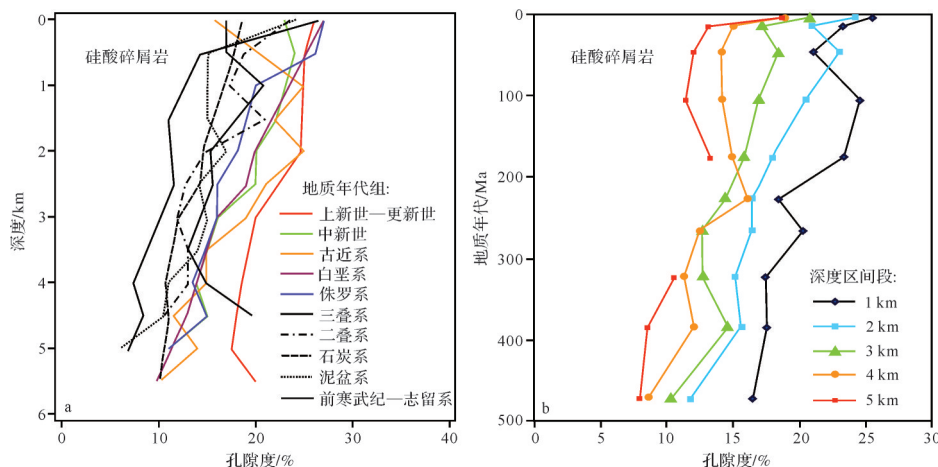 0
1
2
3
4
5
6
深度/km
硅酸碎屑岩
地质年代组:
上新世—更新世
中新世
古近系
白垩系
侏罗系
三叠系
二叠系
石炭系
泥盆系
前寒武纪—志留系
a
0
10
20
30
40
孔隙度/%
b
0
100
200
300
400
500
地质年代/Ma
硅酸碎屑岩
深度区间段:
1 km
2 km
3 km
4 km
5 km
0
5
10
15
20
25
30
孔隙度/%